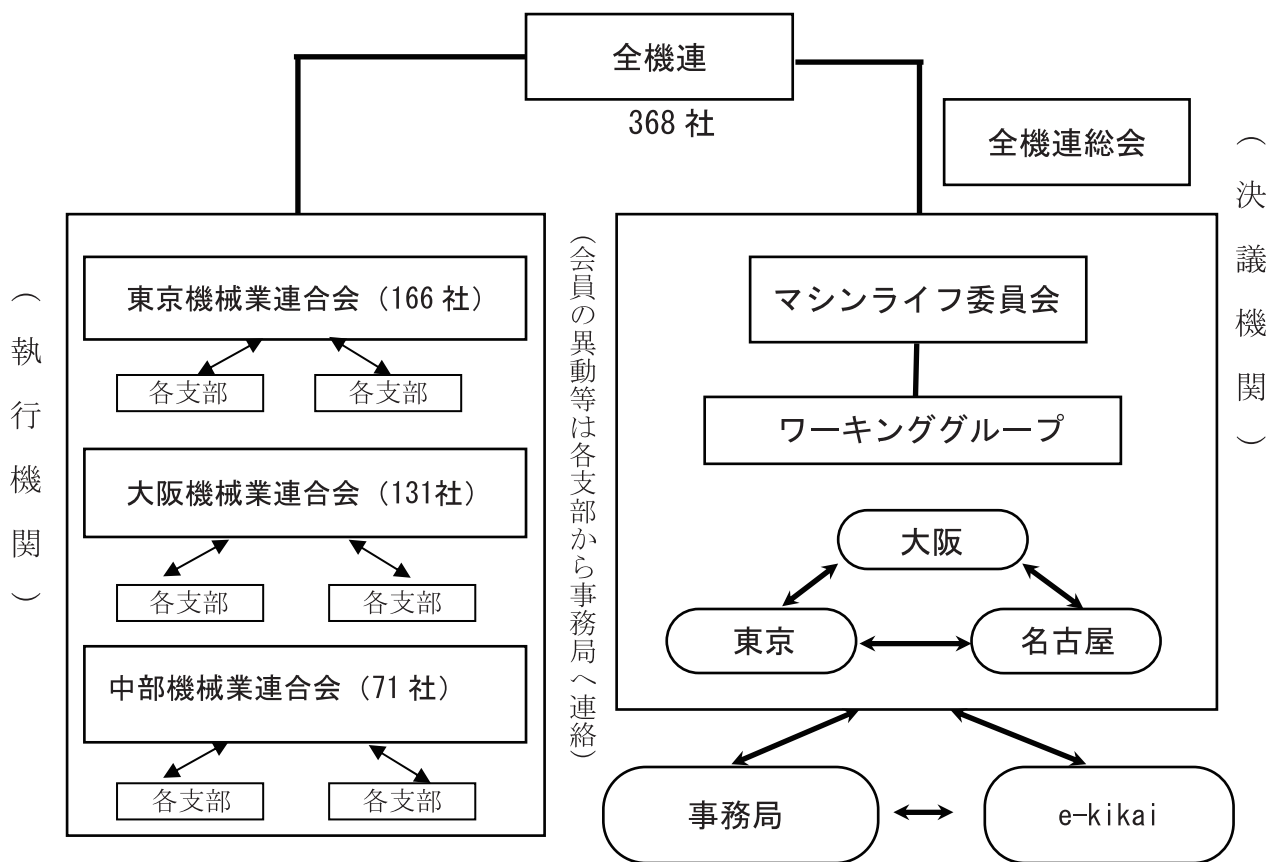 全機連
368 社
全機連総会
（執行機関）
東京機械業連合会（166 社）
各支部
各支部
大阪機械業連合会（131社）
各支部
各支部
中部機械業連合会（71 社）
各支部
各支部
（会員の異動等は各支部から事務局へ連絡）
（決議機関）
マシンライフ委員会
ワーキンググループ
大阪
東京
名古屋
事務局
e-kikai